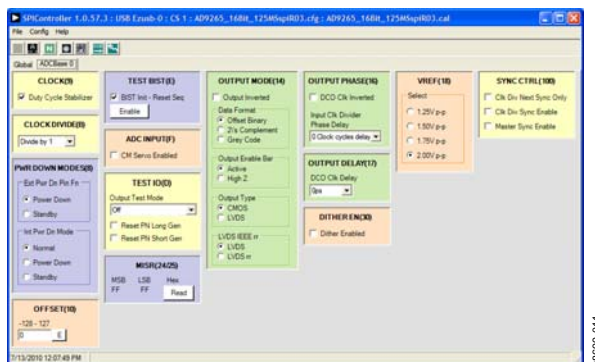 SPIController 1.0.57.3 : USB Ezusb-0 : CS 1 : AD9265_16Bit_125MSspiR03.cfg : AD9265_16Bit_125MSspiR03.cal
File Config Help
Global ADCBase 0
CLOCK(9)
Duty Cycle Stabilizer
CLOCK DIVIDE(B)
Divide by 1
PWR DOWN MODES(8)
Ext Pwr Dn Pin Fn
Power Down
Standby
Int Pwr Dn Mode
Normal
Power Down
Standby
OFFSET(10)
-128 - 127
0
E
TEST BIST(E)
BIST Init - Reset Seq
Enable
ADC INPUT(F)
CM Servo Enabled
TEST IO(D)
Output Test Mode
Off
Reset PN Long Gen
Reset PN Short Gen
MISR(24/25)
MSB LSB Hex
FF FF Read
OUTPUT MODE(14)
Output Inverted
Data Format
Offset Binary
2's Complement
Grey Code
Output Enable Bar
Active
High Z
Output Type
CMOS
LVDS
LVDS IEEE rr
LVDS
LVDS rr
OUTPUT PHASE(16)
DCO Clk Inverted
Input Clk Divider
Phase Delay
0 Clock cycles delay
OUTPUT DELAY(17)
DCO Clk Delay
0ps
DITHER EN(30)
Dither Enabled
VREF(18)
Select
1.25V p-p
1.50V p-p
1.75V p-p
2.00V p-p
SYNC CTRL(100)
Clk Div Next Sync Only
Clk Div Sync Enable
Master Sync Enable
7/13/2010 12:07:49 PM